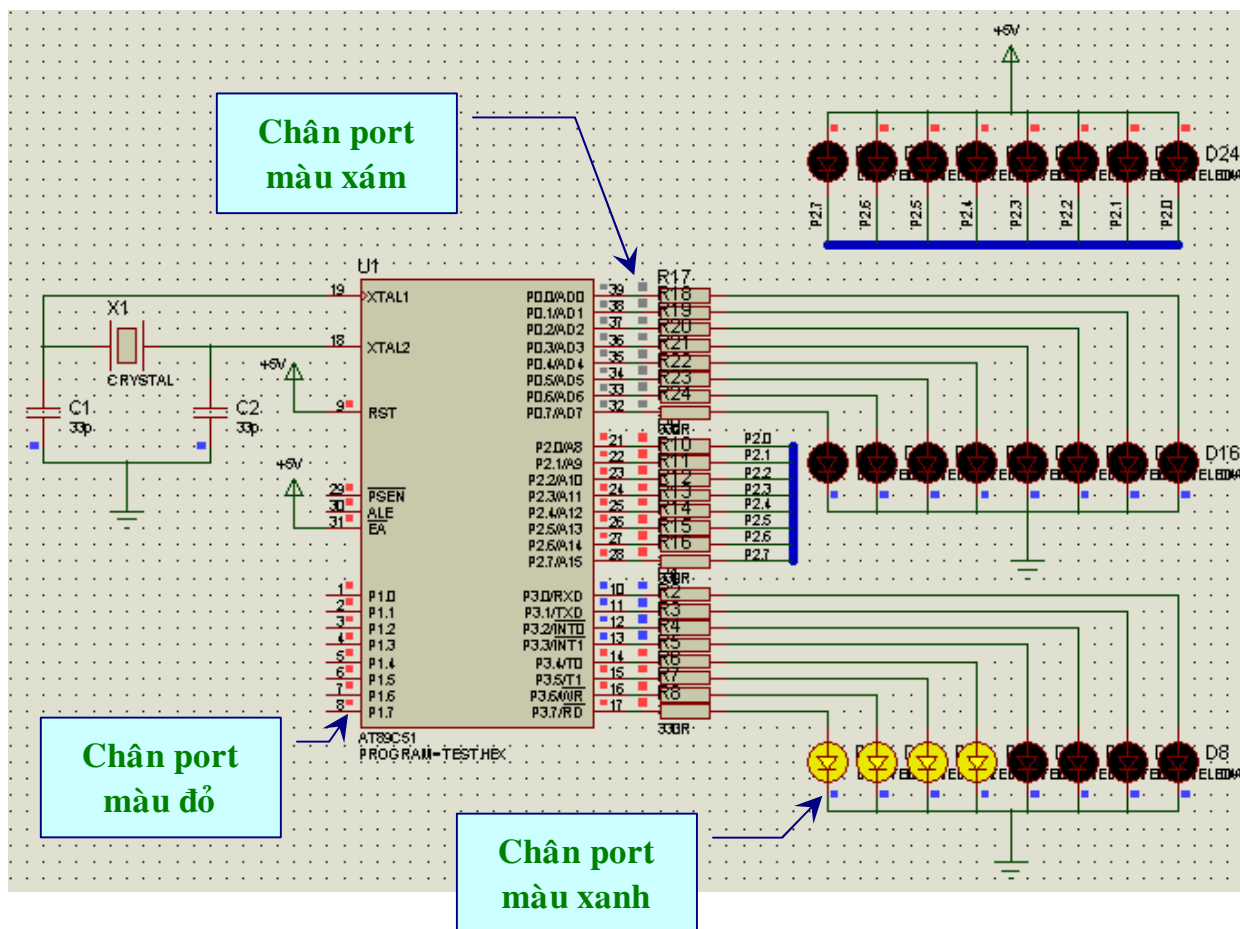 +5V
Chân port
màu xám
D24
P2.7
P2.6
P2.5
P2.4
P2.3
P2.2
P2.1
P2.0
U1
19
XTAL1
X1
18
XTAL2
CRYSTAL
+5V
C1
33p
C2
33p
9
RST
+5V
29
PSEN
30
ALE
31
EA
1
P1.0
2
P1.1
3
P1.2
4
P1.3
5
P1.4
6
P1.5
7
P1.6
8
P1.7
P0.0/AD0
39
P0.1/AD1
38
P0.2/AD2
37
P0.3/AD3
36
P0.4/AD4
35
P0.5/AD5
34
P0.6/AD6
33
P0.7/AD7
32
R17
R18
R19
R20
R21
R22
R23
R24
P2.0/A8
21
P2.1/A9
22
P2.2/A10
23
P2.3/A11
24
P2.4/A12
25
P2.5/A13
26
P2.6/A14
27
P2.7/A15
28
R10
R11
R12
R13
R14
R15
R16
P2.0
P2.1
P2.2
P2.3
P2.4
P2.5
P2.6
P2.7
D16
P3.0/RXD
10
P3.1/TXD
11
P3.2/INT0
12
P3.3/INT1
13
P3.4/T0
14
P3.5/T1
15
P3.6/WR
16
P3.7/RD
17
R2
R3
R4
R5
R6
R7
R8
330R
AT89C51
PROGRAM-TEST.HEX
D8
Chân port
màu đỏ
Chân port
màu xanh